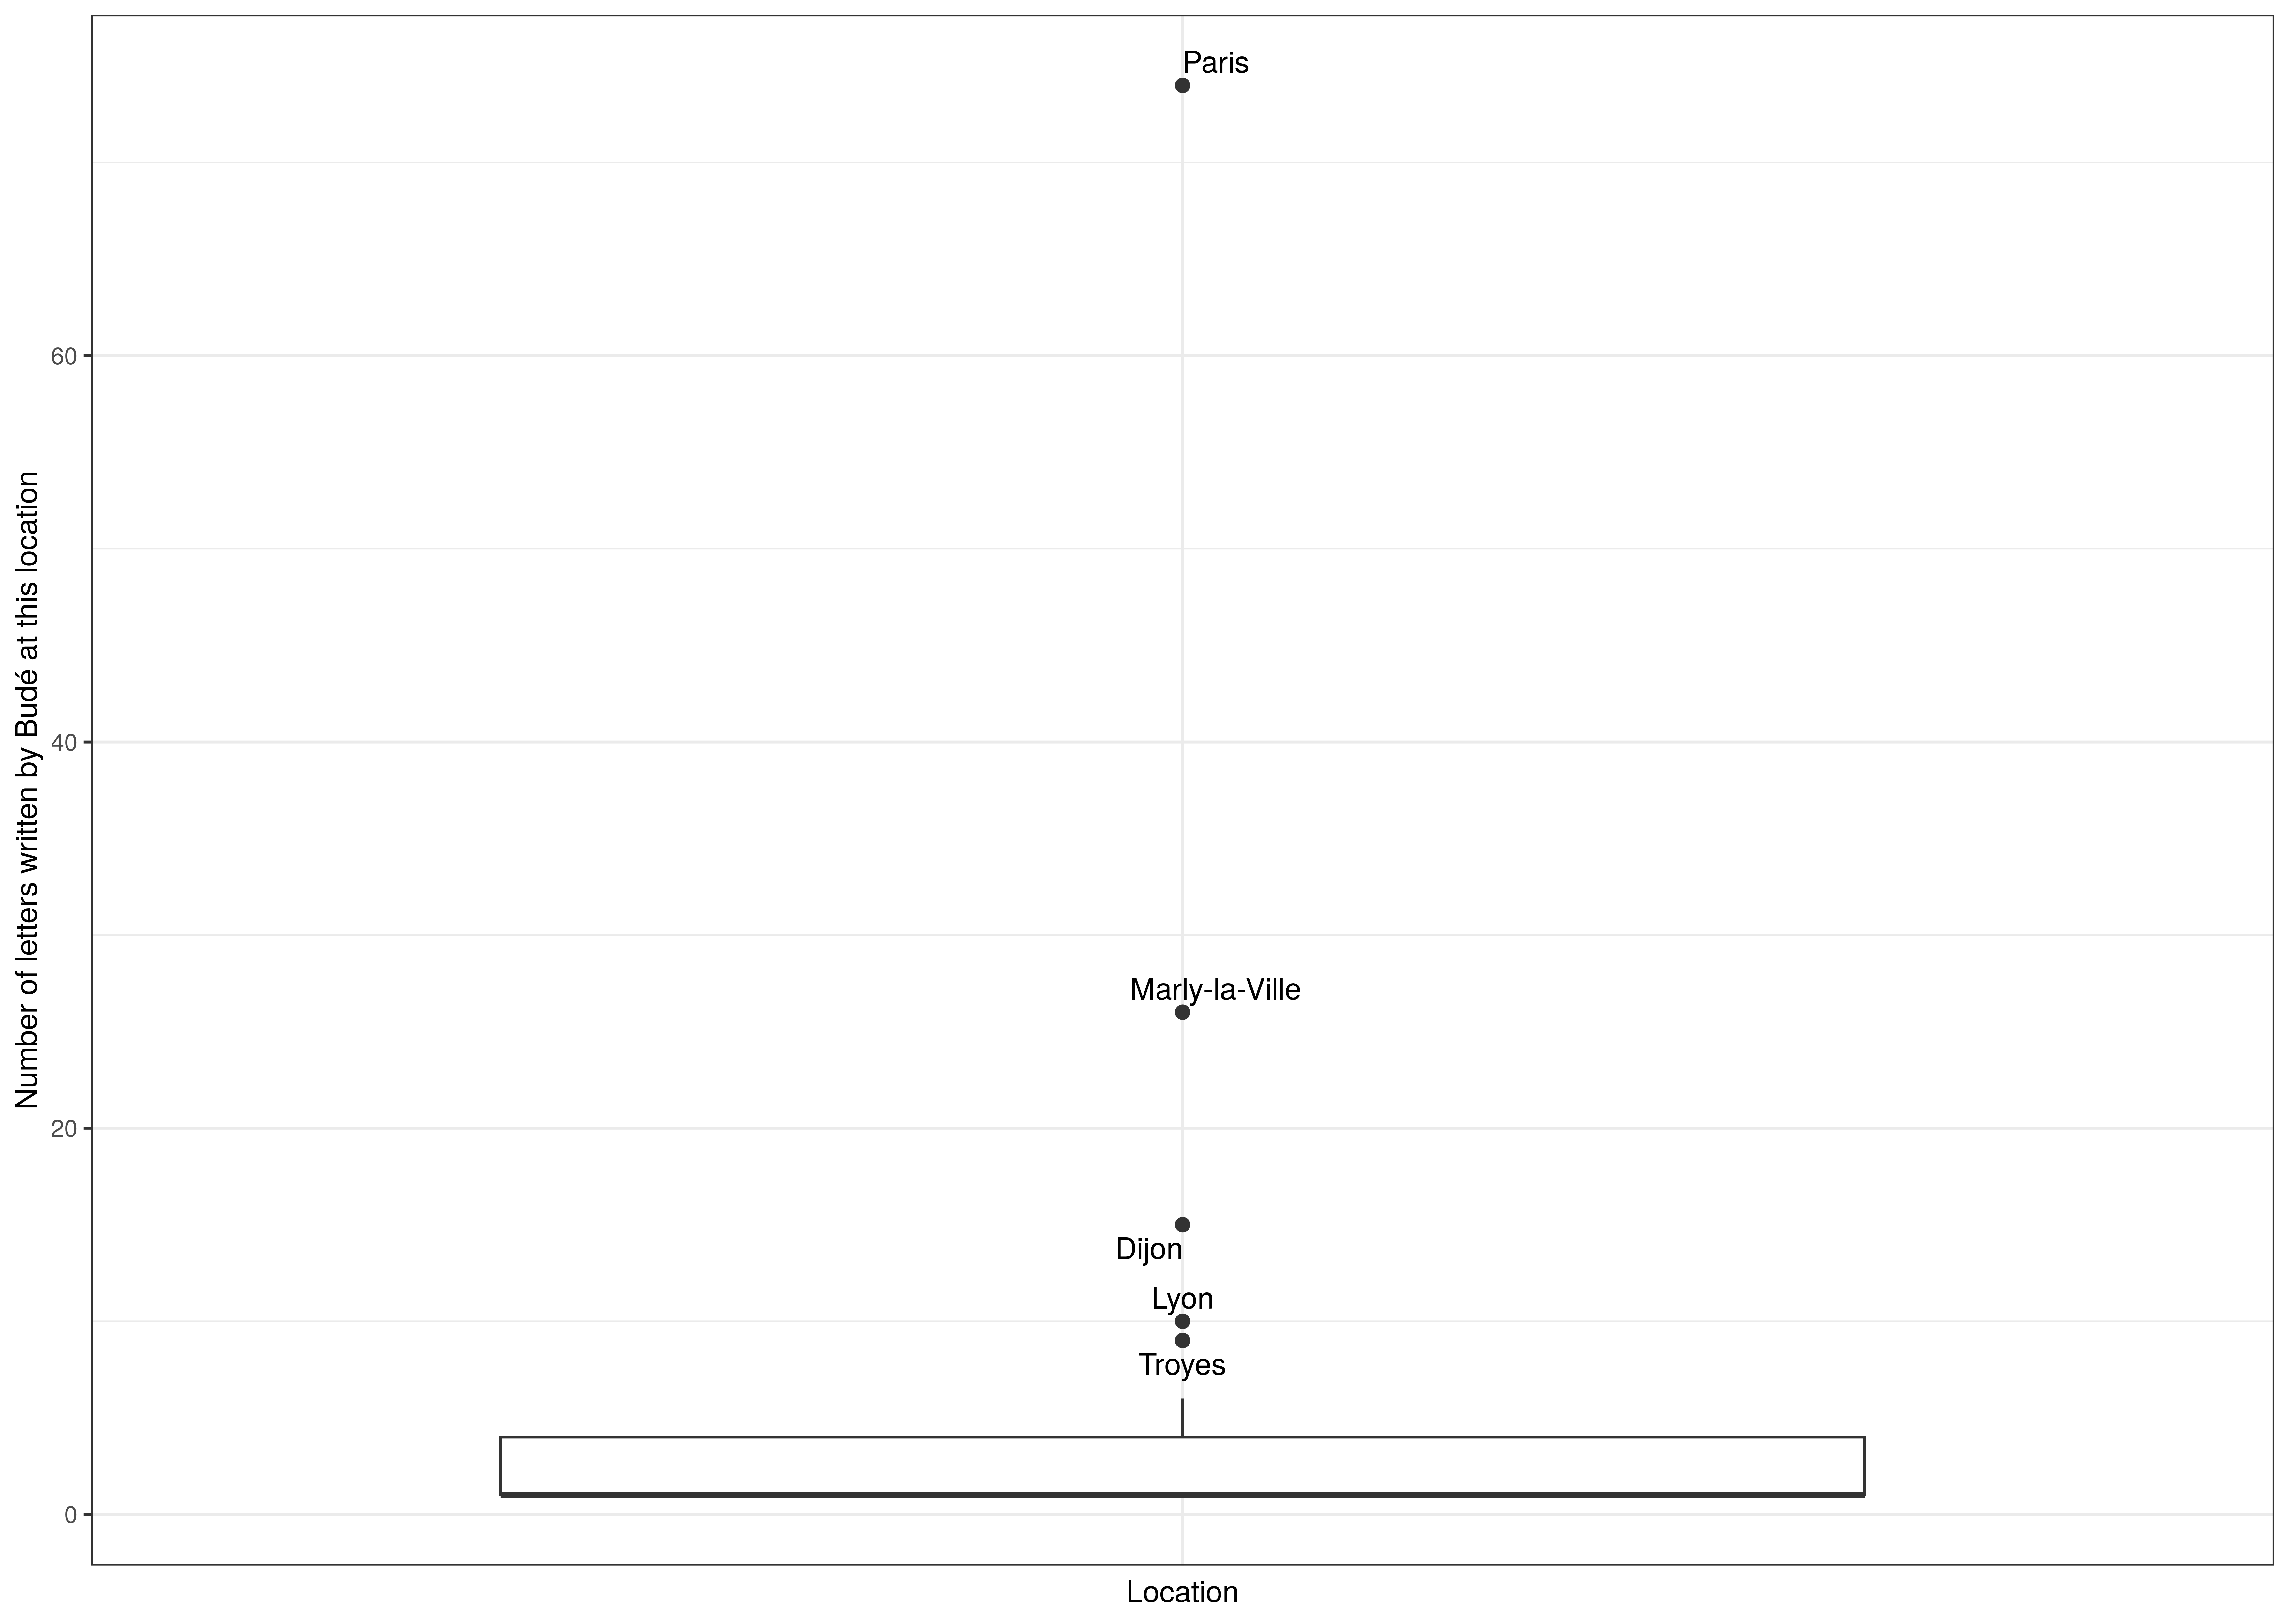 Number of letters written by Budé at this location
60
40
20
0
Paris
Marly-la-Ville
Dijon
Lyon
Troyes
Location